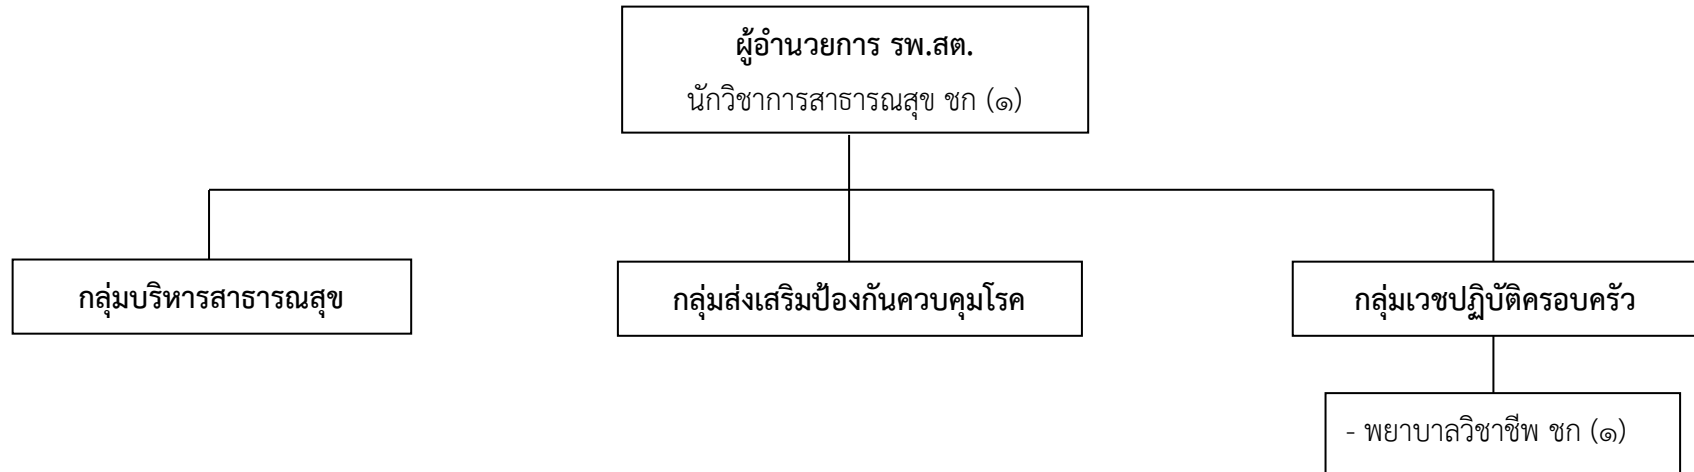 ผู้อำนวยการ รพ.สต.
นักวิชาการสาธารณสุข ชก (๑)
กลุ่มบริหารสาธารณสุข
กลุ่มส่งเสริมป้องกันควบคุมโรค
กลุ่มเวชปฏิบัติครอบครัว
- พยาบาลวิชาชีพ ชก (๑)